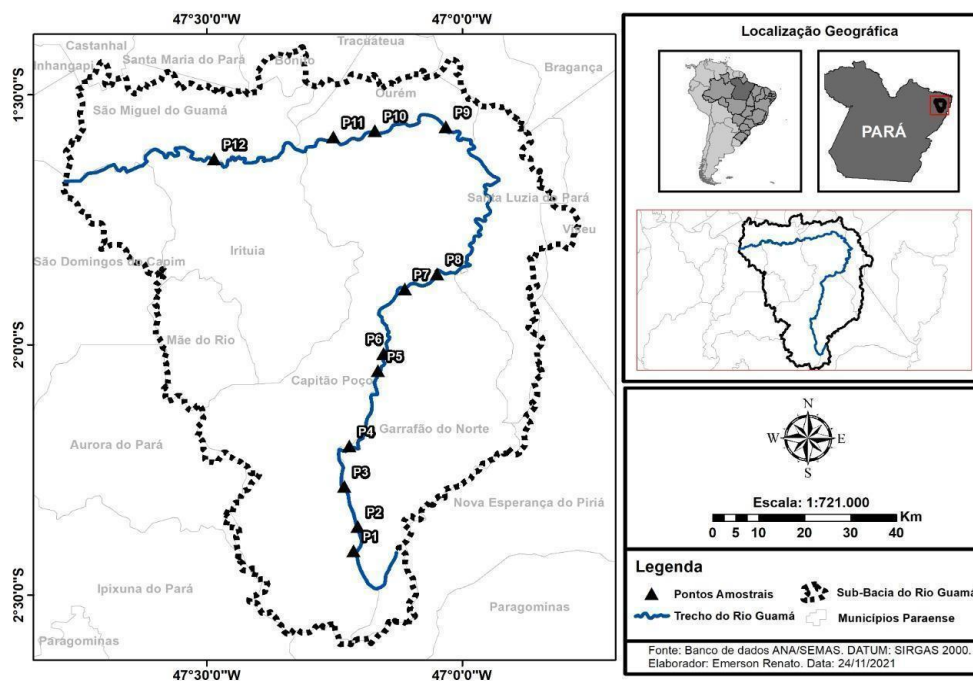 47°30'0"W
47°0'0"W
Castanhal
Tracuateua
Inhangapi
Santa Maria do Pará
Bonito
Bragança
1°30'0"S
Ourém
São Miguel do Guamá
P9
P10
P11
P12
Santa Luzia do Pará
Viseu
Irituia
São Domingos do Capim
P8
P7
2°0'0"S
Mãe do Rio
P6
P5
Capitão Poço
P4
Garrafão do Norte
Aurora do Pará
P3
Nova Esperança do Piriá
P2
P1
2°30'0"S
Ipixuna do Pará
Paragominas
Paragominas
47°30'0"W
47°0'0"W
Localização Geográfica
PARÁ
N
W E
S
Escala: 1:721.000
Km
0 5 10 20 30 40
Legenda
Pontos Amostrais
Sub-Bacia do Rio Guamá
Trecho do Rio Guamá
Municípios Paraense
Fonte: Banco de dados ANA/SEMAS. DATUM: SIRGAS 2000.
Elaborador: Emerson Renato. Data: 24/11/2021